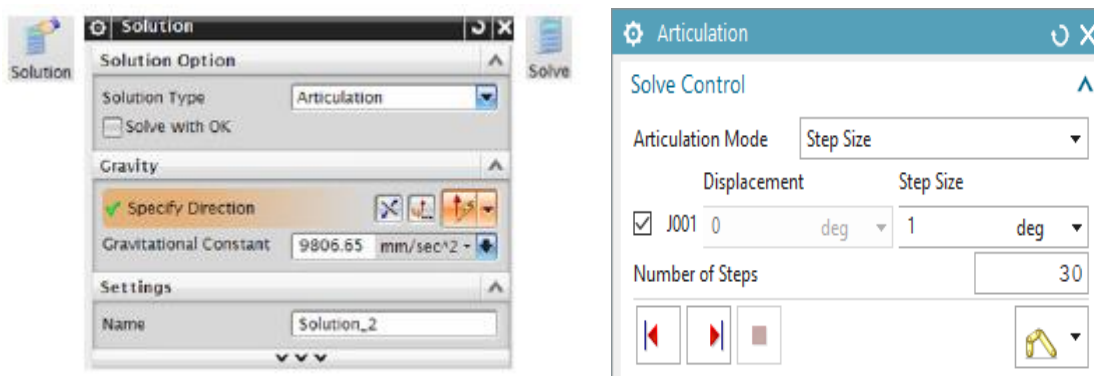 Solution
Solution
Solution Option
Solution Type Articulation
Solve with OK
Gravity
Specify Direction
Gravitational Constant 9806.65 mm/sec^2
Settings
Name Solution_2
Solve
Articulation
Solve Control
Articulation Mode Step Size
Displacement Step Size
J001 0 deg 1 deg
Number of Steps 30